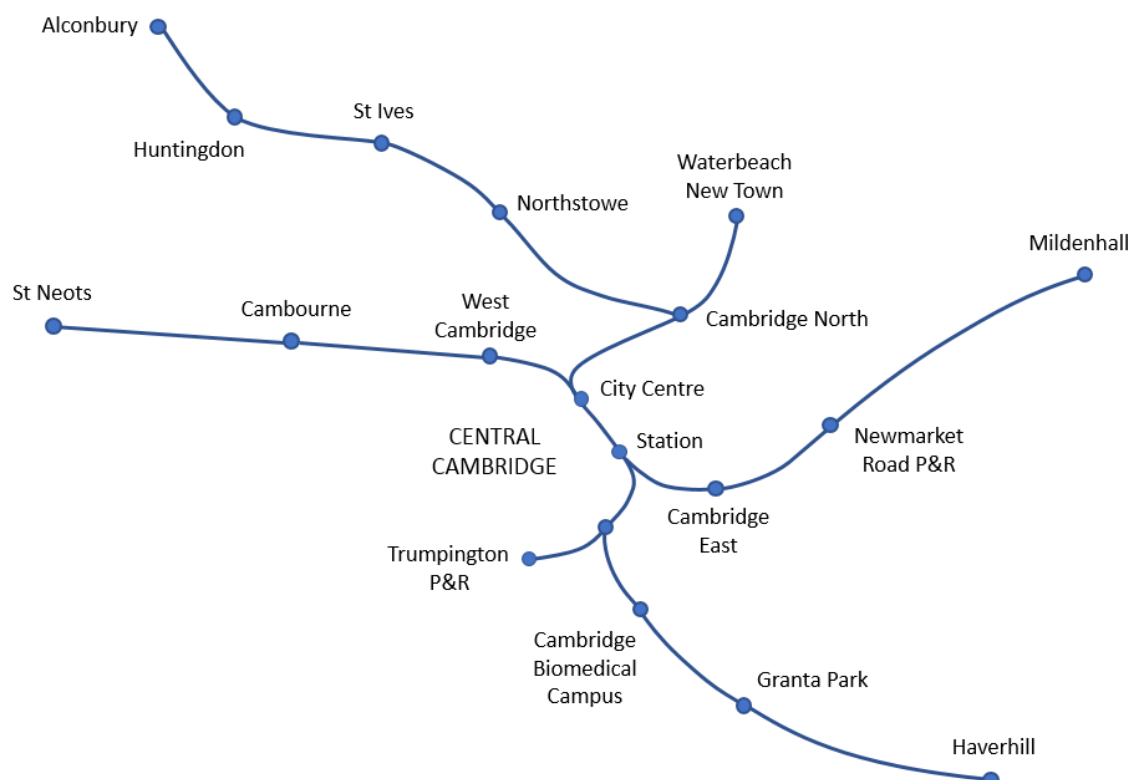 Alconbury
St Ives
Huntingdon
Waterbeach
New Town
Northstowe
Mildenhall
St Neots
Cambourne
West
Cambridge
Cambridge North
City Centre
CENTRAL
CAMBRIDGE
Station
Newmarket
Road P&R
Cambridge
East
Trumpington
P&R
Cambridge
Biomedical
Campus
Granta Park
Haverhill